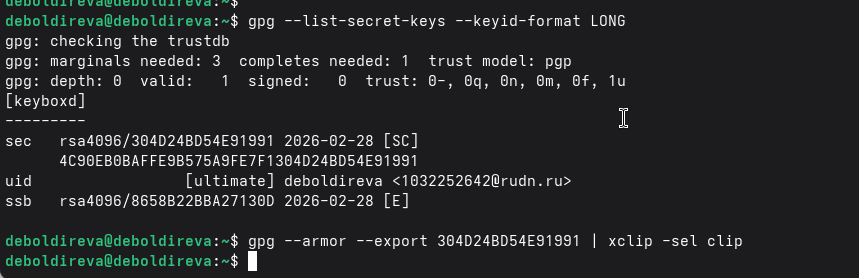 deboldireva@deboldireva:~$
deboldireva@deboldireva:~$ gpg --list-secret-keys --keyid-format LONG
gpg: checking the trustdb
gpg: marginals needed: 3  completes needed: 1  trust model: pgp
gpg: depth: 0  valid:   1  signed:   0  trust: 0-, 0q, 0n, 0m, 0f, 1u
[keyboxd]
---------
sec   rsa4096/304D24BD54E91991 2026-02-28 [SC]
      4C90EB0BAFFE9B575A9FE7F1304D24BD54E91991
uid                 [ultimate] deboldireva <1032252642@rudn.ru>
ssb   rsa4096/8658B22BBA27130D 2026-02-28 [E]
deboldireva@deboldireva:~$ gpg --armor --export 304D24BD54E91991 | xclip -sel clip
deboldireva@deboldireva:~$